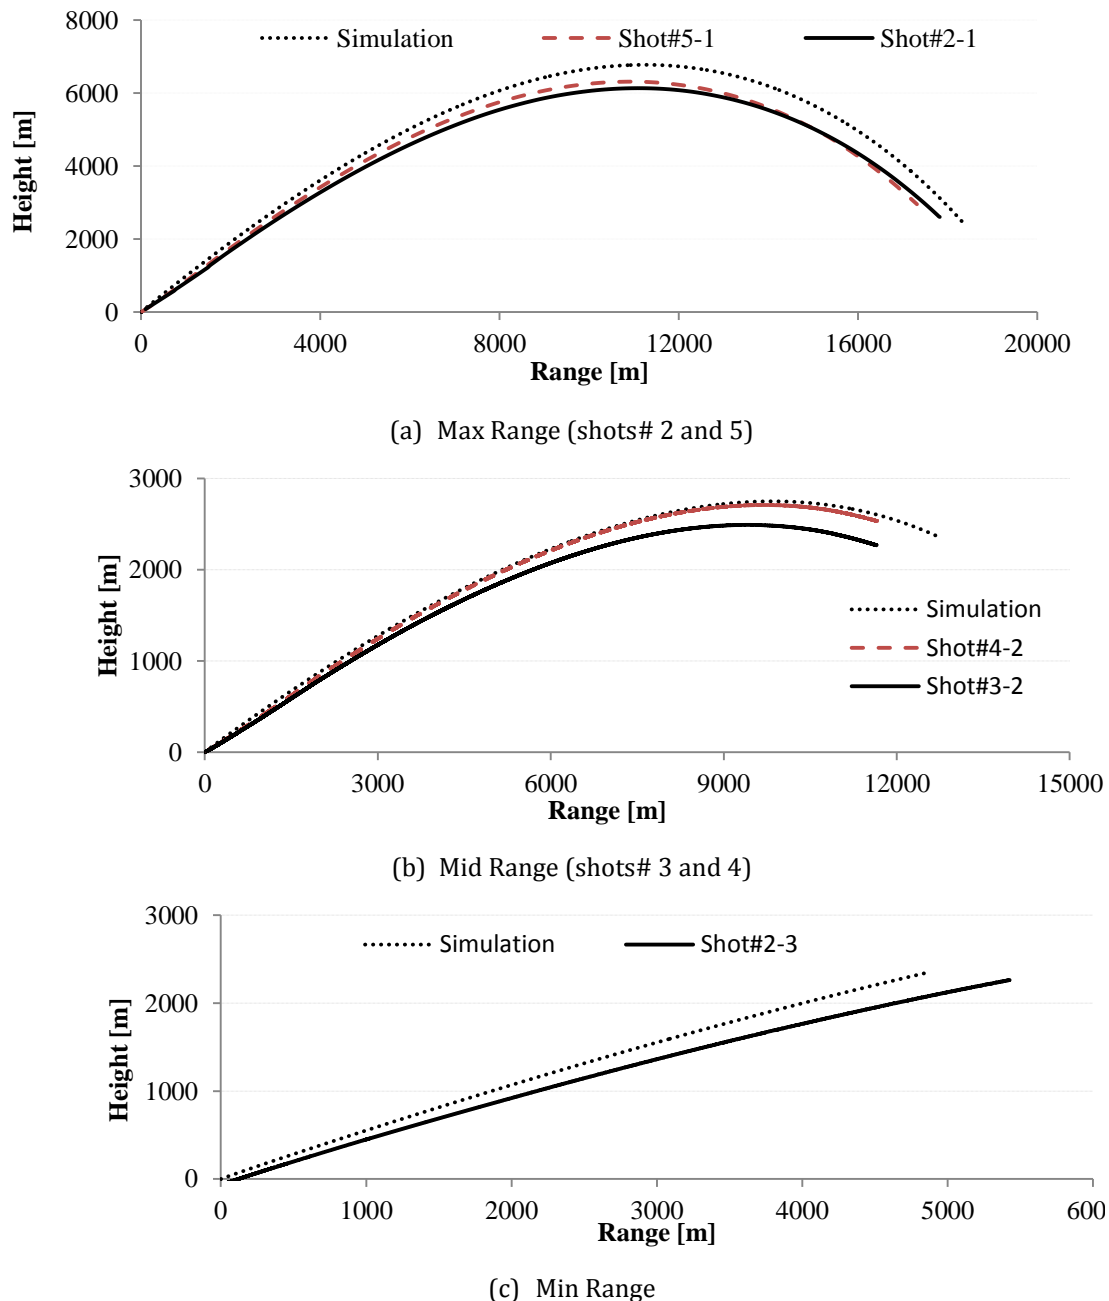 8000
Simulation Shot#5-1 Shot#2-1
6000
4000
2000
0
Height [m]
0 4000 8000 12000 16000 20000
Range [m]
(a) Max Range (shots# 2 and 5)
3000
2000
1000
0
Height [m]
Simulation
Shot#4-2
Shot#3-2
0 3000 6000 9000 12000 15000
Range [m]
(b) Mid Range (shots# 3 and 4)
3000
Simulation Shot#2-3
2000
1000
0
Height [m]
0 1000 2000 3000 4000 5000 600
Range [m]
(c) Min Range